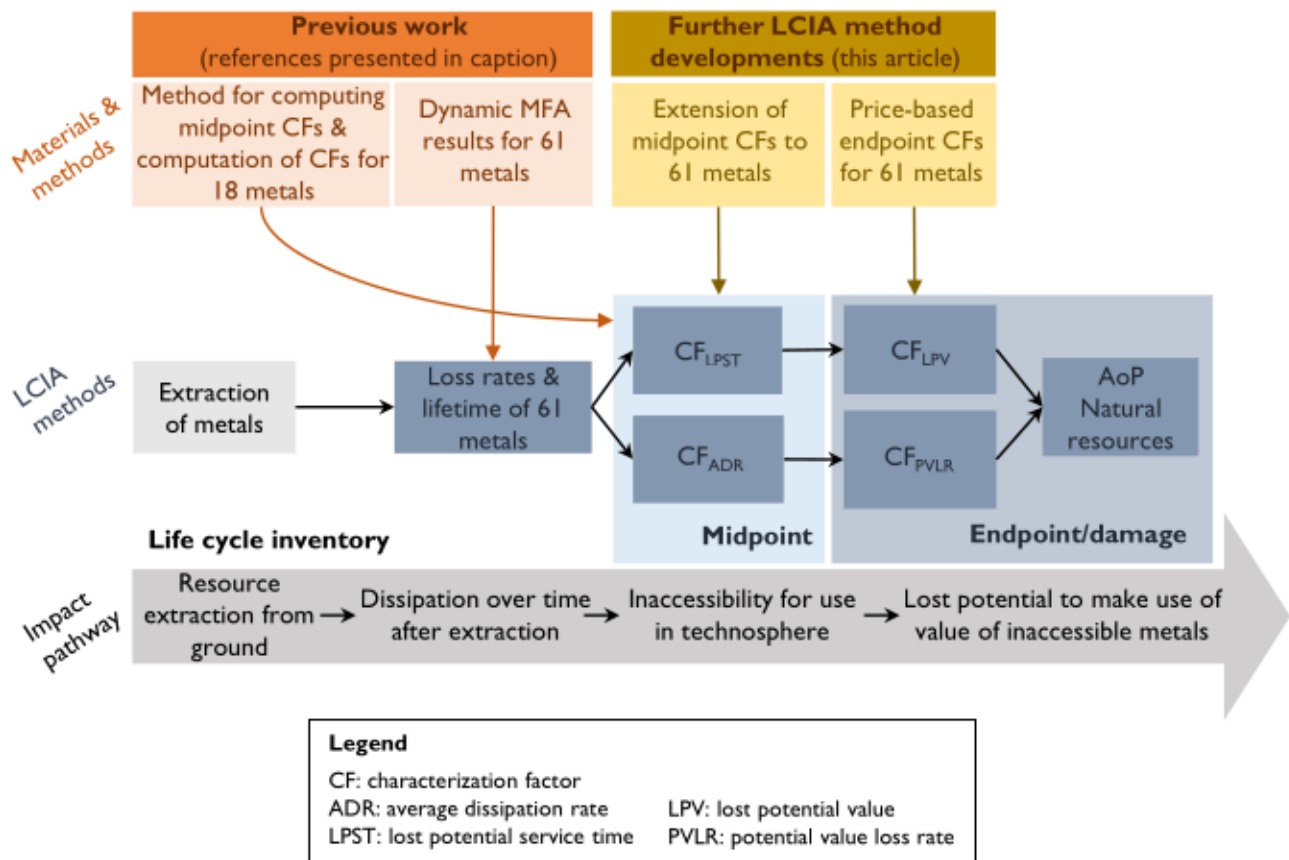 Previous work
(references presented in caption)
Further LCIA method
developments (this article)
Materials &
methods
Method for computing
midpoint CFs &
computation of CFs for
18 metals
Dynamic MFA
results for 61
metals
Extension of
midpoint CFs to
61 metals
Price-based
endpoint CFs
for 61 metals
LCIA
methods
Extraction
of metals
Loss rates &
lifetime of 61
metals
CF_LPST
CF_ADR
CF_LPV
CF_PVLR
AoP
Natural
resources
Life cycle inventory
Midpoint
Endpoint/damage
Impact
pathway
Resource
extraction from
ground
Dissipation over time
after extraction
Inaccessibility for use
in technosphere
Lost potential to make use of
value of inaccessible metals
Legend
CF: characterization factor
ADR: average dissipation rate
LPV: lost potential value
LPST: lost potential service time
PVLR: potential value loss rate